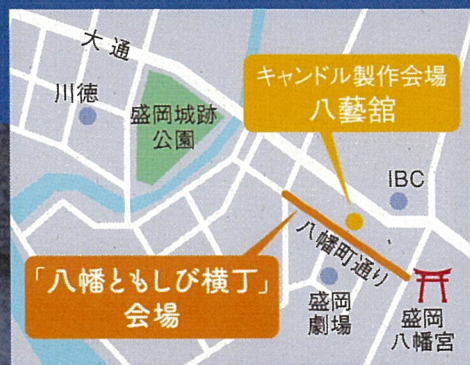 大通
川徳
盛岡城跡
公園
キャンドル製作会場
八藝舘
IBC
八幡町通り
「八幡ともしび横丁」
会場
盛岡
劇場
盛岡
八幡宮